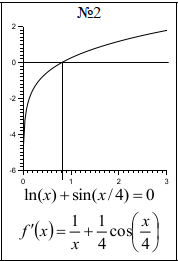 №2
2
0
-2
-4
-6
0 1 2 3
ln(x) + sin(x/4) = 0
f′(x) = 1/x + 1/4 cos(x/4)